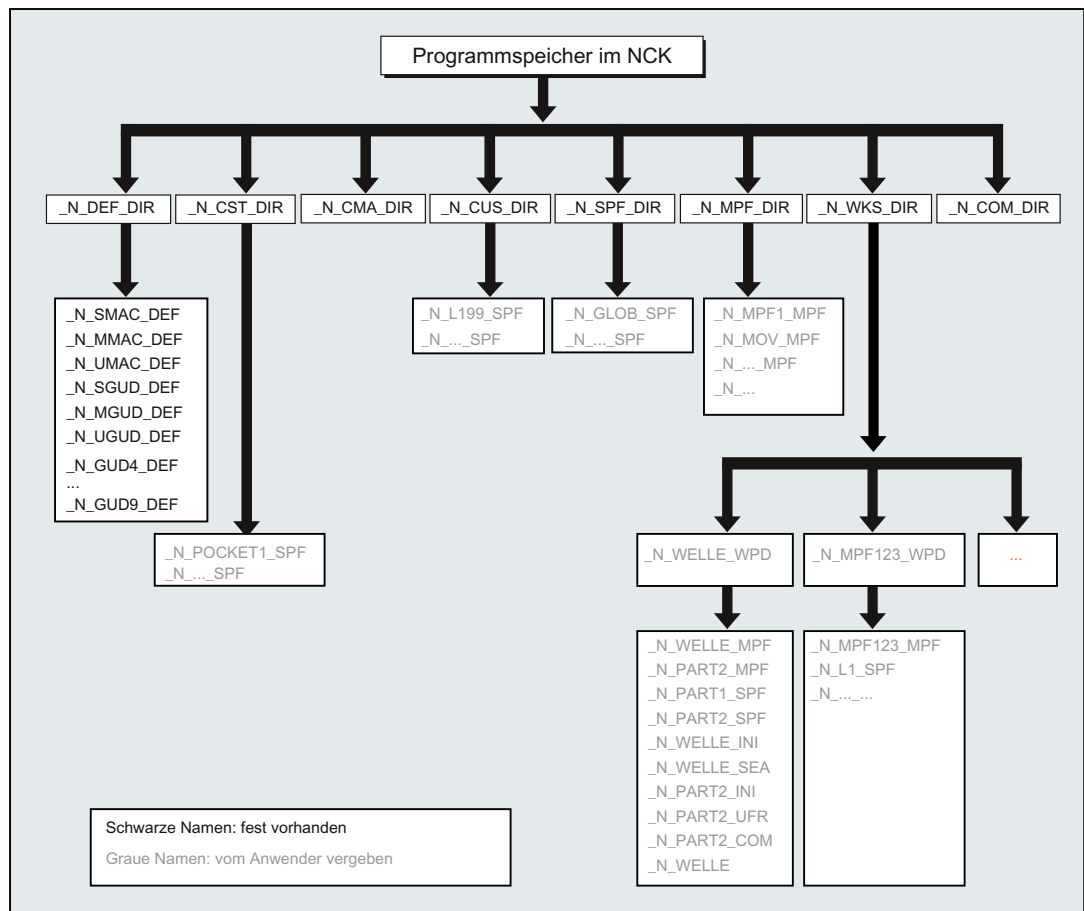 Programmspeicher im NCK
_N_DEF_DIR
_N_CST_DIR
_N_CMA_DIR
_N_CUS_DIR
_N_SPF_DIR
_N_MPF_DIR
_N_WKS_DIR
_N_COM_DIR
_N_SMAC_DEF
_N_MMAC_DEF
_N_UMAC_DEF
_N_SGUD_DEF
_N_MGUD_DEF
_N_UGUD_DEF
_N_GUD4_DEF
...
_N_GUD9_DEF
_N_L199_SPF
_N_..._SPF
_N_GLOB_SPF
_N_..._SPF
_N_MPF1_MPF
_N_MOV_MPF
_N_..._MPF
_N_...
_N_POCKET1_SPF
_N_..._SPF
_N_WELLE_WPD
_N_MPF123_WPD
...
_N_WELLE_MPF
_N_PART2_MPF
_N_PART1_SPF
_N_PART2_SPF
_N_WELLE_INI
_N_WELLE_SEA
_N_PART2_INI
_N_PART2_UFR
_N_PART2_COM
_N_WELLE
_N_MPF123_MPF
_N_L1_SPF
_N_..._...
Schwarze Namen: fest vorhanden
Graue Namen: vom Anwender vergeben